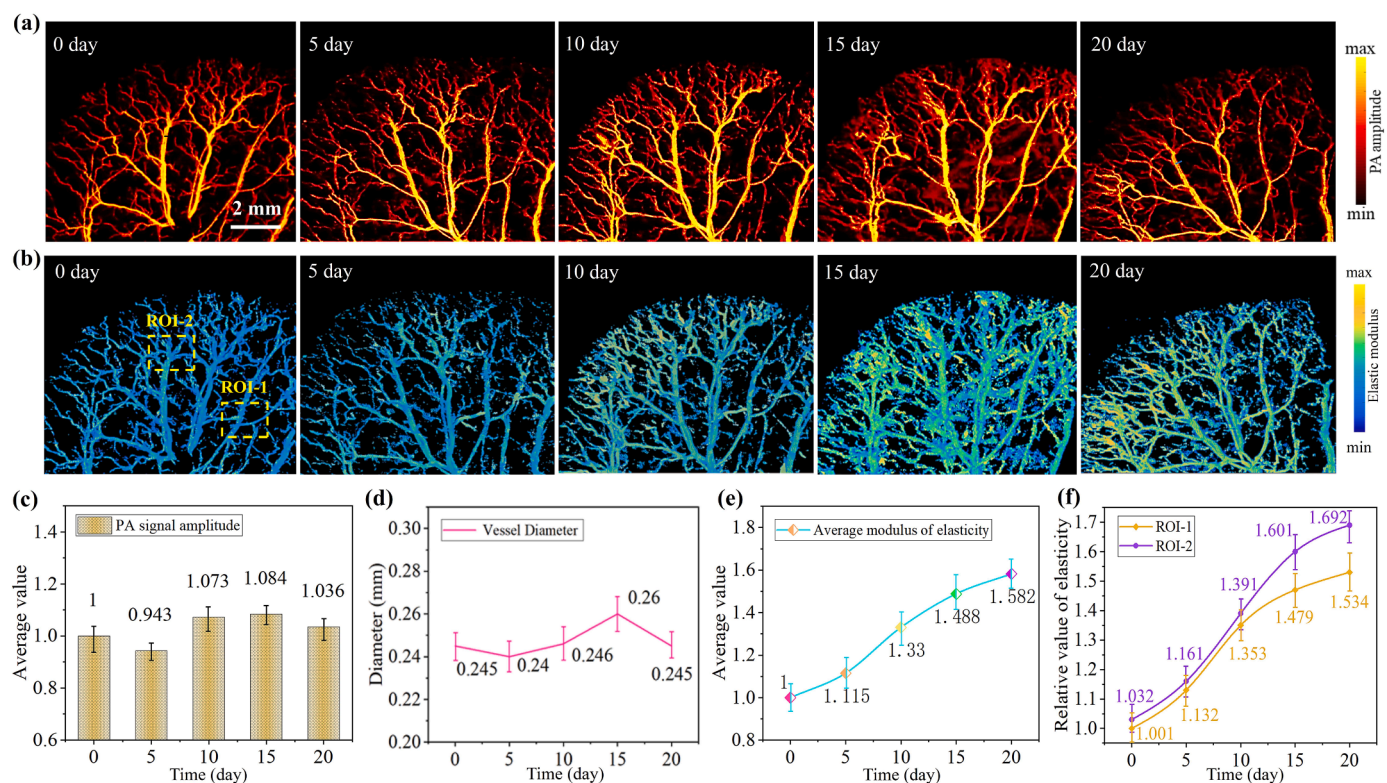 (a)
0 day
5 day
10 day
15 day
20 day
2 mm
max
PA amplitude
min
(b)
0 day
5 day
10 day
15 day
20 day
ROI-2
ROI-1
max
Elastic modulus
min
(c)
PA signal amplitude
1.4
1.2
1.0
0.8
0.6
Average value
1
0.943
1.073
1.084
1.036
0 5 10 15 20
Time (day)
(d)
Vessel Diameter
0.30
0.28
0.26
0.24
0.22
0.20
Diameter (mm)
0.245
0.24
0.246
0.26
0.245
0 5 10 15 20
Time (day)
(e)
Average modulus of elasticity
1.8
1.6
1.4
1.2
1.0
0.8
Average value
1
1.115
1.33
1.488
1.582
0 5 10 15 20
Time (day)
(f)
ROI-1
ROI-2
1.7
1.6
1.5
1.4
1.3
1.2
1.1
1.0
Relative value of elasticity
1.032
1.161
1.391
1.601
1.692
1.001
1.132
1.353
1.479
1.534
0 5 10 15 20
Time (day)